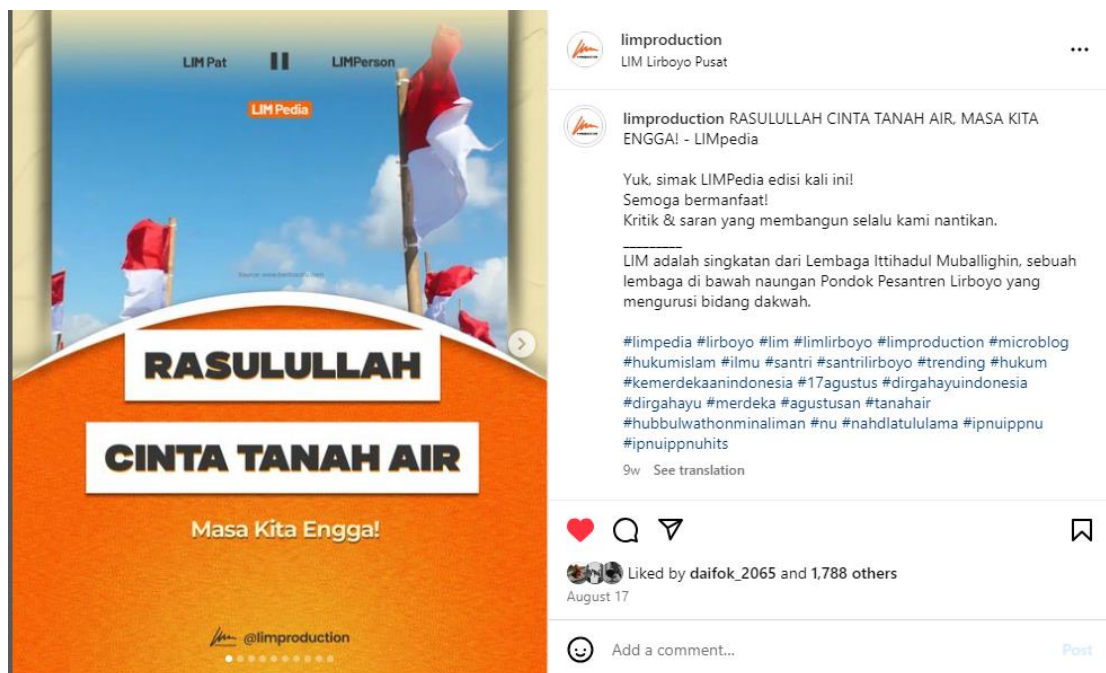 LIM Pat
LIMPerson
LIM Pedia
RASULULLAH
CINTA TANAH AIR
Masa Kita Engga!
@limproduction
limproduction
LIM Lirboyo Pusat
limproduction RASULULLAH CINTA TANAH AIR, MASA KITA
ENGGA! - LIMpedia
Yuk, simak LIMPedia edisi kali ini!
Semoga bermanfaat!
Kritik & saran yang membangun selalu kami nantikan.
_________
LIM adalah singkatan dari Lembaga Ittihadul Muballighin, sebuah
lembaga di bawah naungan Pondok Pesantren Lirboyo yang
mengurusi bidang dakwah.
#limpedia #lirboyo #lim #limlirboyo #limproduction #microblog
#hukumislam #ilmu #santri #santrilirboyo #trending #hukum
#kemerdekaanindonesia #17agustus #dirgahayuindonesia
#dirgahayu #merdeka #agustusan #tanahair
#hubbulwathonminaliman #nu #nahdlatululama #ipnuippnu
#ipnuippnuhits
9w See translation
Liked by daifok_2065 and 1,788 others
August 17
Add a comment...
Post